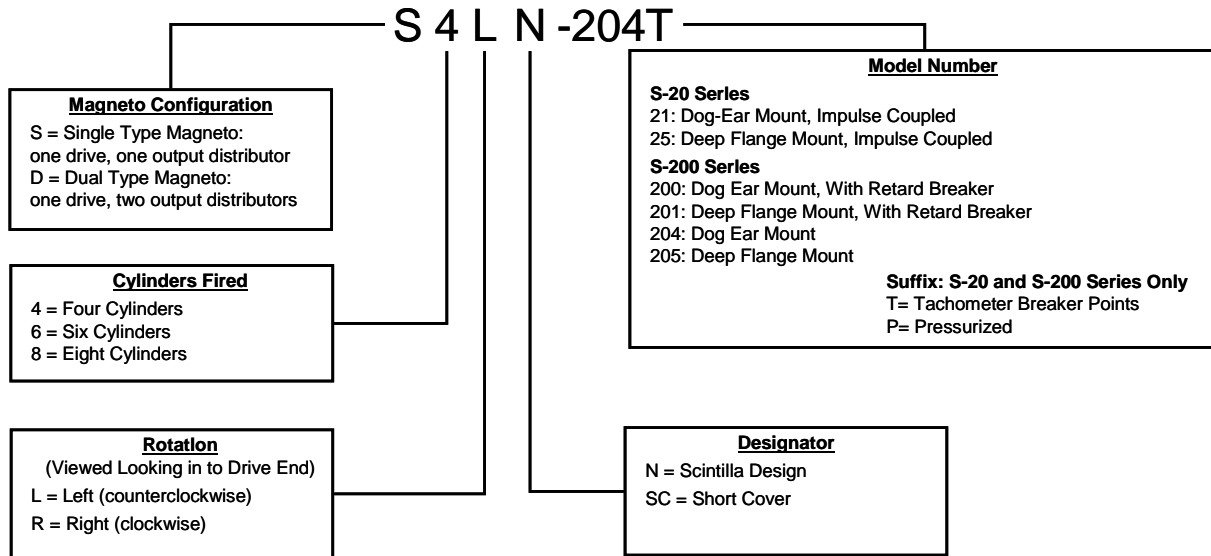 S 4 L N -204T
Magneto Configuration
S = Single Type Magneto:
one drive, one output distributor
D = Dual Type Magneto:
one drive, two output distributors
Cylinders Fired
4 = Four Cylinders
6 = Six Cylinders
8 = Eight Cylinders
Rotation
(Viewed Looking in to Drive End)
L = Left (counterclockwise)
R = Right (clockwise)
Model Number
S-20 Series
21: Dog-Ear Mount, Impulse Coupled
25: Deep Flange Mount, Impulse Coupled
S-200 Series
200: Dog Ear Mount, With Retard Breaker
201: Deep Flange Mount, With Retard Breaker
204: Dog Ear Mount
205: Deep Flange Mount
Suffix: S-20 and S-200 Series Only
T= Tachometer Breaker Points
P= Pressurized
Designator
N = Scintilla Design
SC = Short Cover